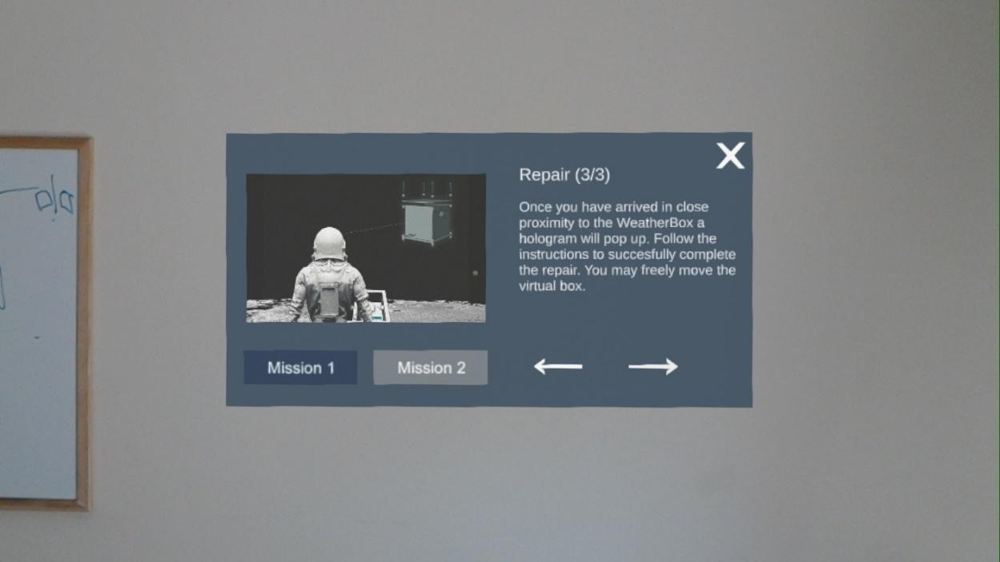 Repair (3/3)
Once you have arrived in close
proximity to the WeatherBox a
hologram will pop up. Follow the
instructions to succesfully complete
the repair. You may freely move the
virtual box.
Mission 1
Mission 2
X